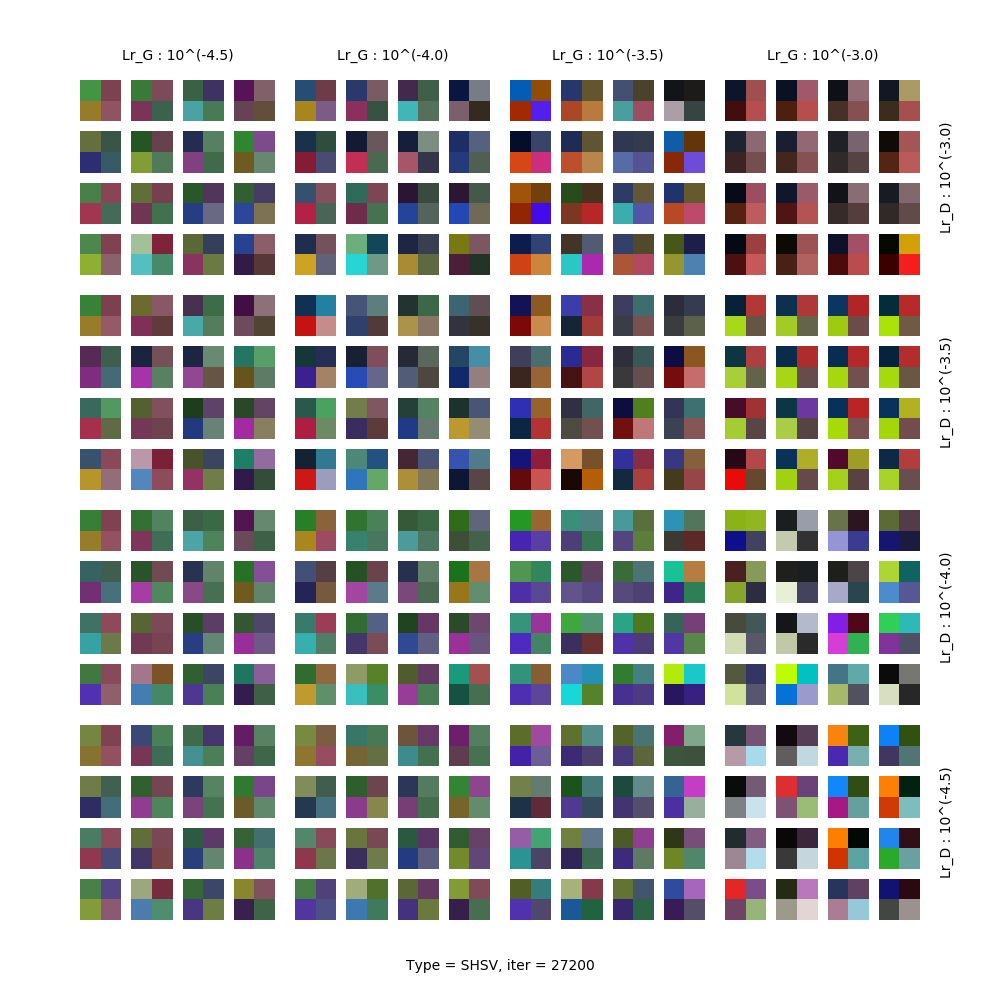 Lr_G : 10^(-4.5)
Lr_G : 10^(-4.0)
Lr_G : 10^(-3.5)
Lr_G : 10^(-3.0)
Lr_D : 10^(-3.0)
Lr_D : 10^(-3.5)
Lr_D : 10^(-4.0)
Lr_D : 10^(-4.5)
Type = SHSV, iter = 27200